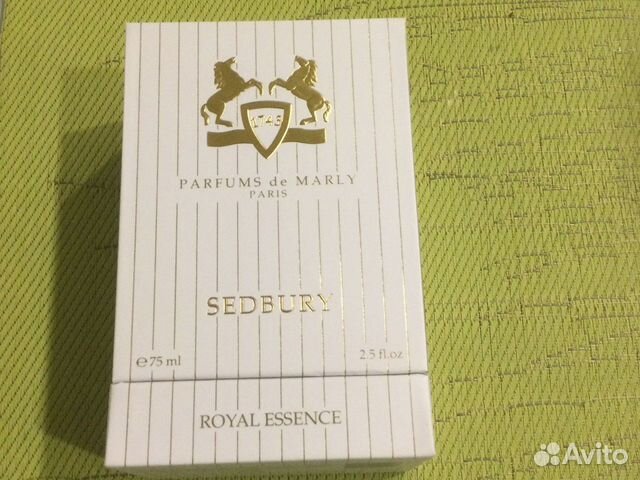 1743
PARFUMS de MARLY
PARIS
SEDBURY
℮75 ml 2.5 fl.oz
ROYAL ESSENCE
Avito